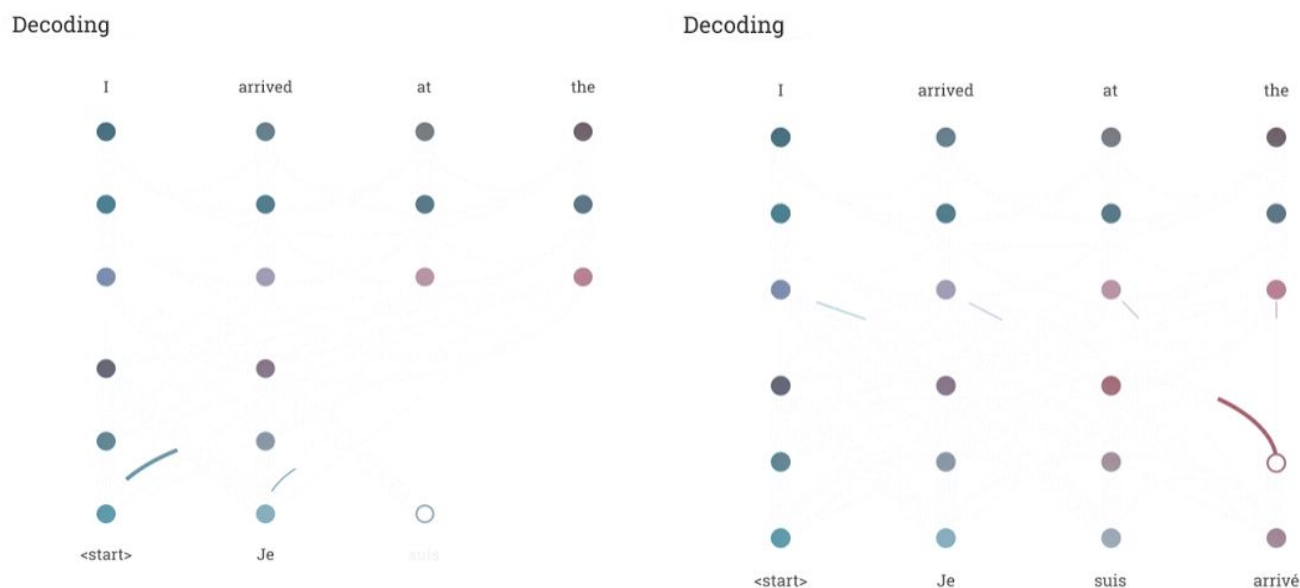 Decoding
I arrived at the
<start> Je suis
Decoding
I arrived at the
<start> Je suis arrivé